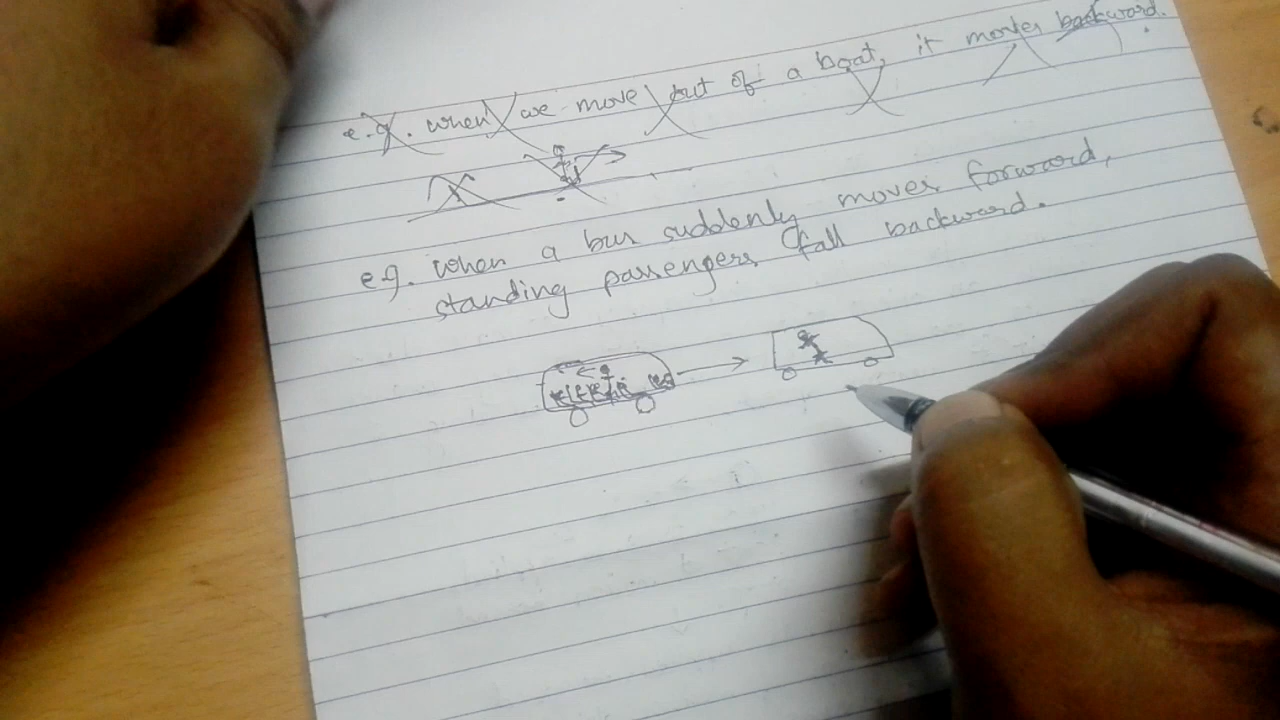 e.g. when we move out of a boat, it moves backward.
e.g. when a bus suddenly moves forward,
standing passengers fall backward.